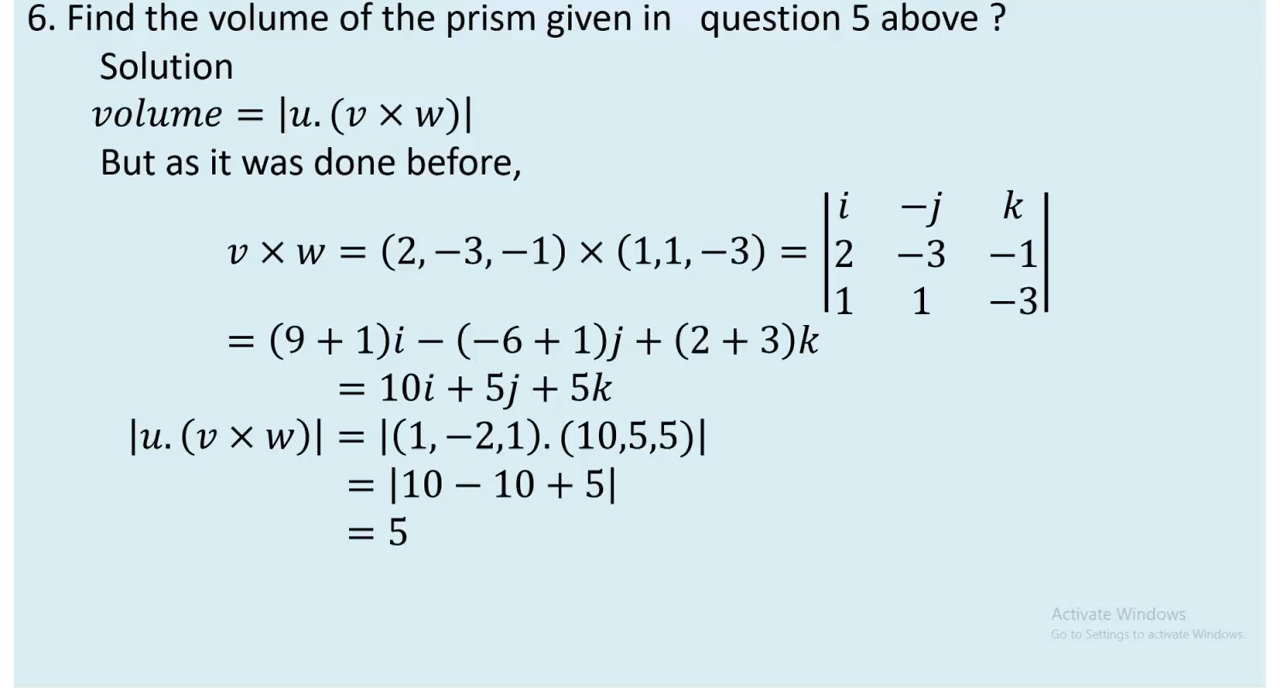 6. Find the volume of the prism given in question 5 above ?
Solution
volume = |u. (v × w)|
But as it was done before,
v × w = (2, −3, −1) × (1,1, −3) = |i −j k|
|2 −3 −1|
|1 1 −3|
= (9 + 1)i − (−6 + 1)j + (2 + 3)k
= 10i + 5j + 5k
|u. (v × w)| = |(1, −2,1). (10,5,5)|
= |10 − 10 + 5|
= 5
Activate Windows
Go to Settings to activate Windows.